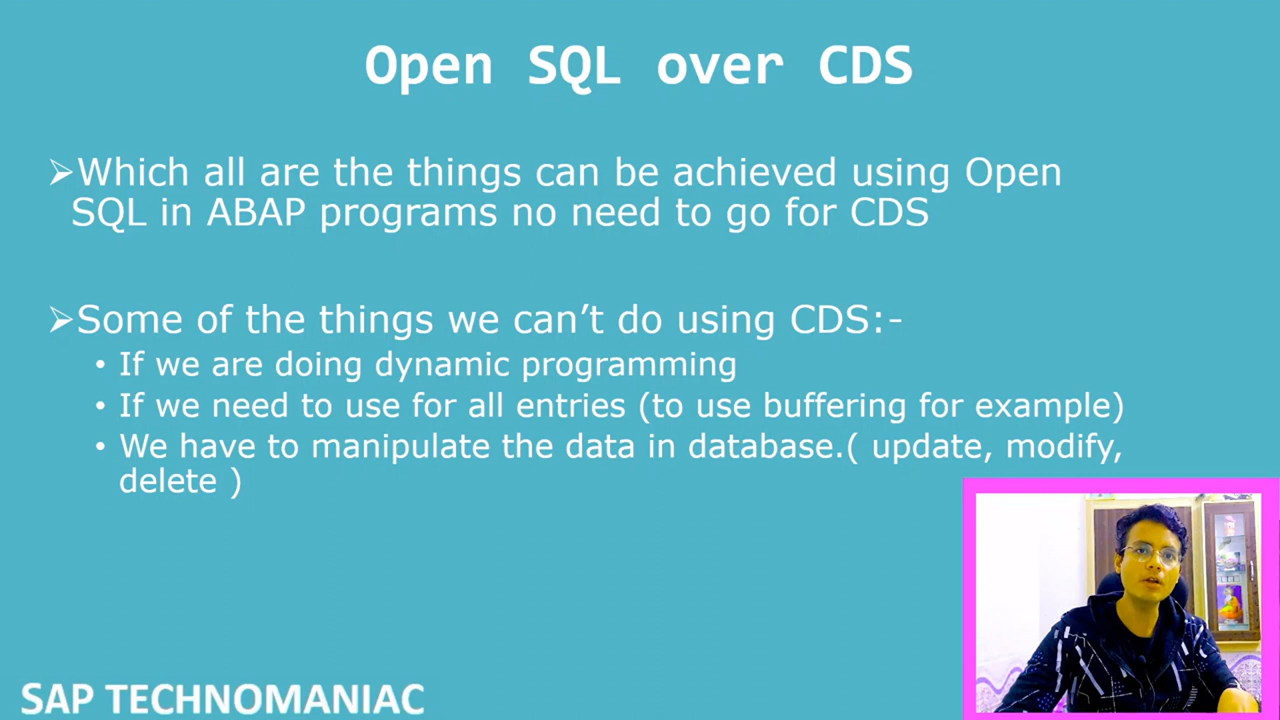 Open SQL over CDS
➢Which all are the things can be achieved using Open
SQL in ABAP programs no need to go for CDS
➢Some of the things we can’t do using CDS:-
• If we are doing dynamic programming
• If we need to use for all entries (to use buffering for example)
• We have to manipulate the data in database.( update, modify,
delete )
SAP TECHNOMANIAC